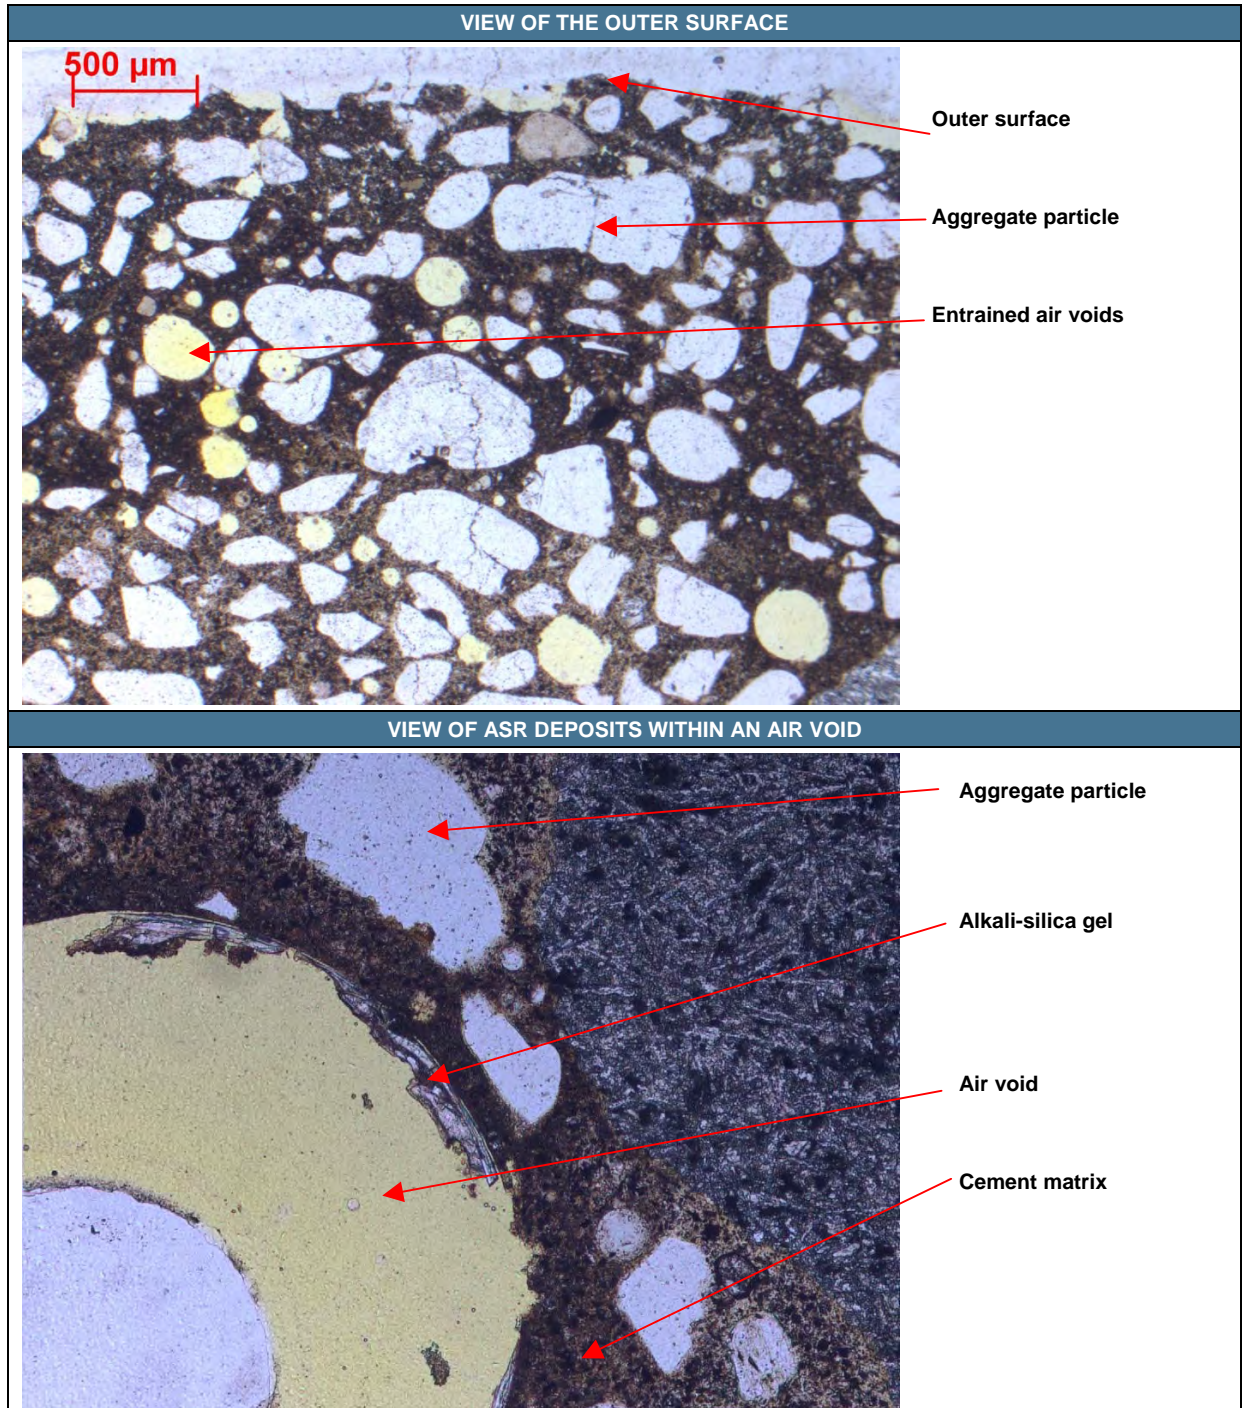 VIEW OF THE OUTER SURFACE
500 µm
Outer surface
Aggregate particle
Entrained air voids
VIEW OF ASR DEPOSITS WITHIN AN AIR VOID
Aggregate particle
Alkali-silica gel
Air void
Cement matrix